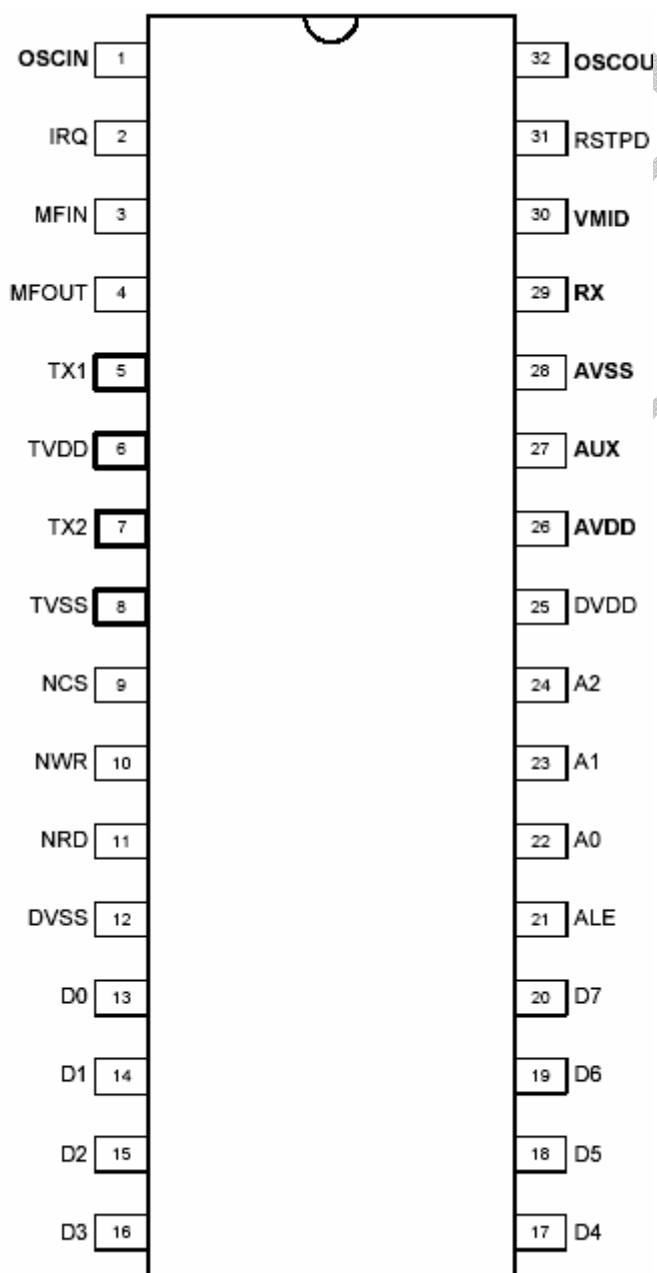 OSCIN 1 32 OSCOU
IRQ 2 31 RSTPD
MFIN 3 30 VMID
MFOUT 4 29 RX
TX1 5 28 AVSS
TVDD 6 27 AUX
TX2 7 26 AVDD
TVSS 8 25 DVDD
NCS 9 24 A2
NWR 10 23 A1
NRD 11 22 A0
DVSS 12 21 ALE
D0 13 20 D7
D1 14 19 D6
D2 15 18 D5
D3 16 17 D4